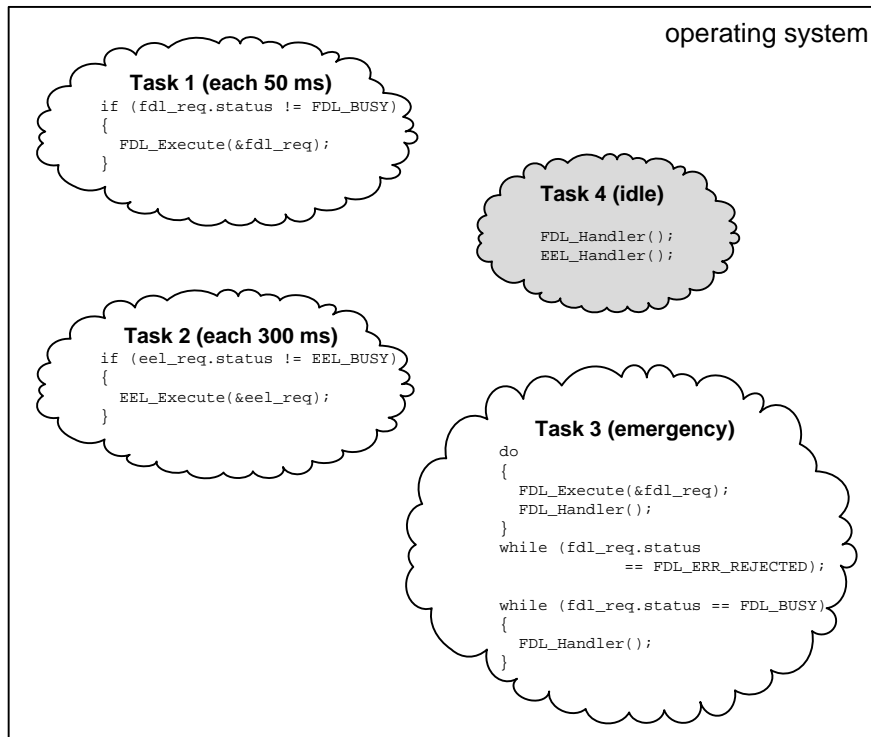 operating system
Task 1 (each 50 ms)
if (fdl_req.status != FDL_BUSY)
{
  FDL_Execute(&fdl_req);
}
Task 4 (idle)
FDL_Handler();
EEL_Handler();
Task 2 (each 300 ms)
if (eel_req.status != EEL_BUSY)
{
  EEL_Execute(&eel_req);
}
Task 3 (emergency)
do
{
  FDL_Execute(&fdl_req);
  FDL_Handler();
}
while (fdl_req.status
            == FDL_ERR_REJECTED);
while (fdl_req.status == FDL_BUSY)
{
  FDL_Handler();
}